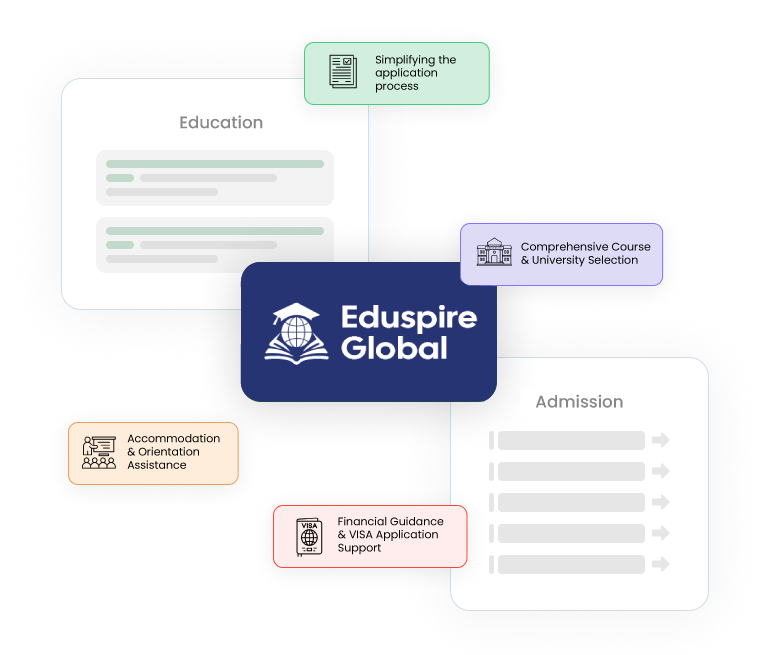 Simplifying the
application
process
Education
Comprehensive Course
& University Selection
Eduspire
Global
Admission
Accommodation
& Orientation
Assistance
VISA
Financial Guidance
& VISA Application
Support